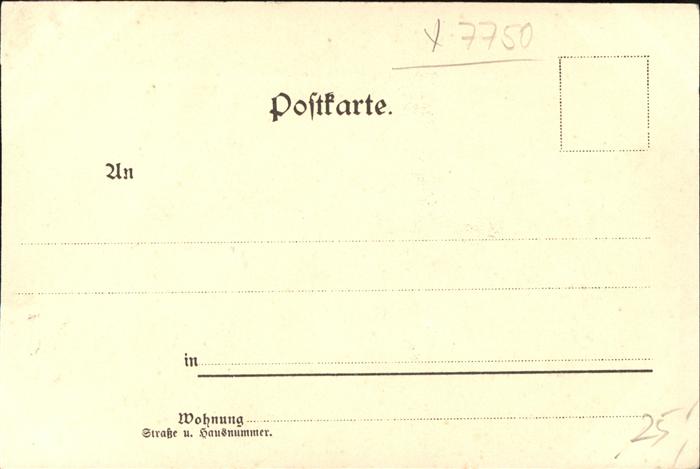 x 7750
Poſtkarte.
An
in
Wohnung
Straße u. Hausnummer.
25